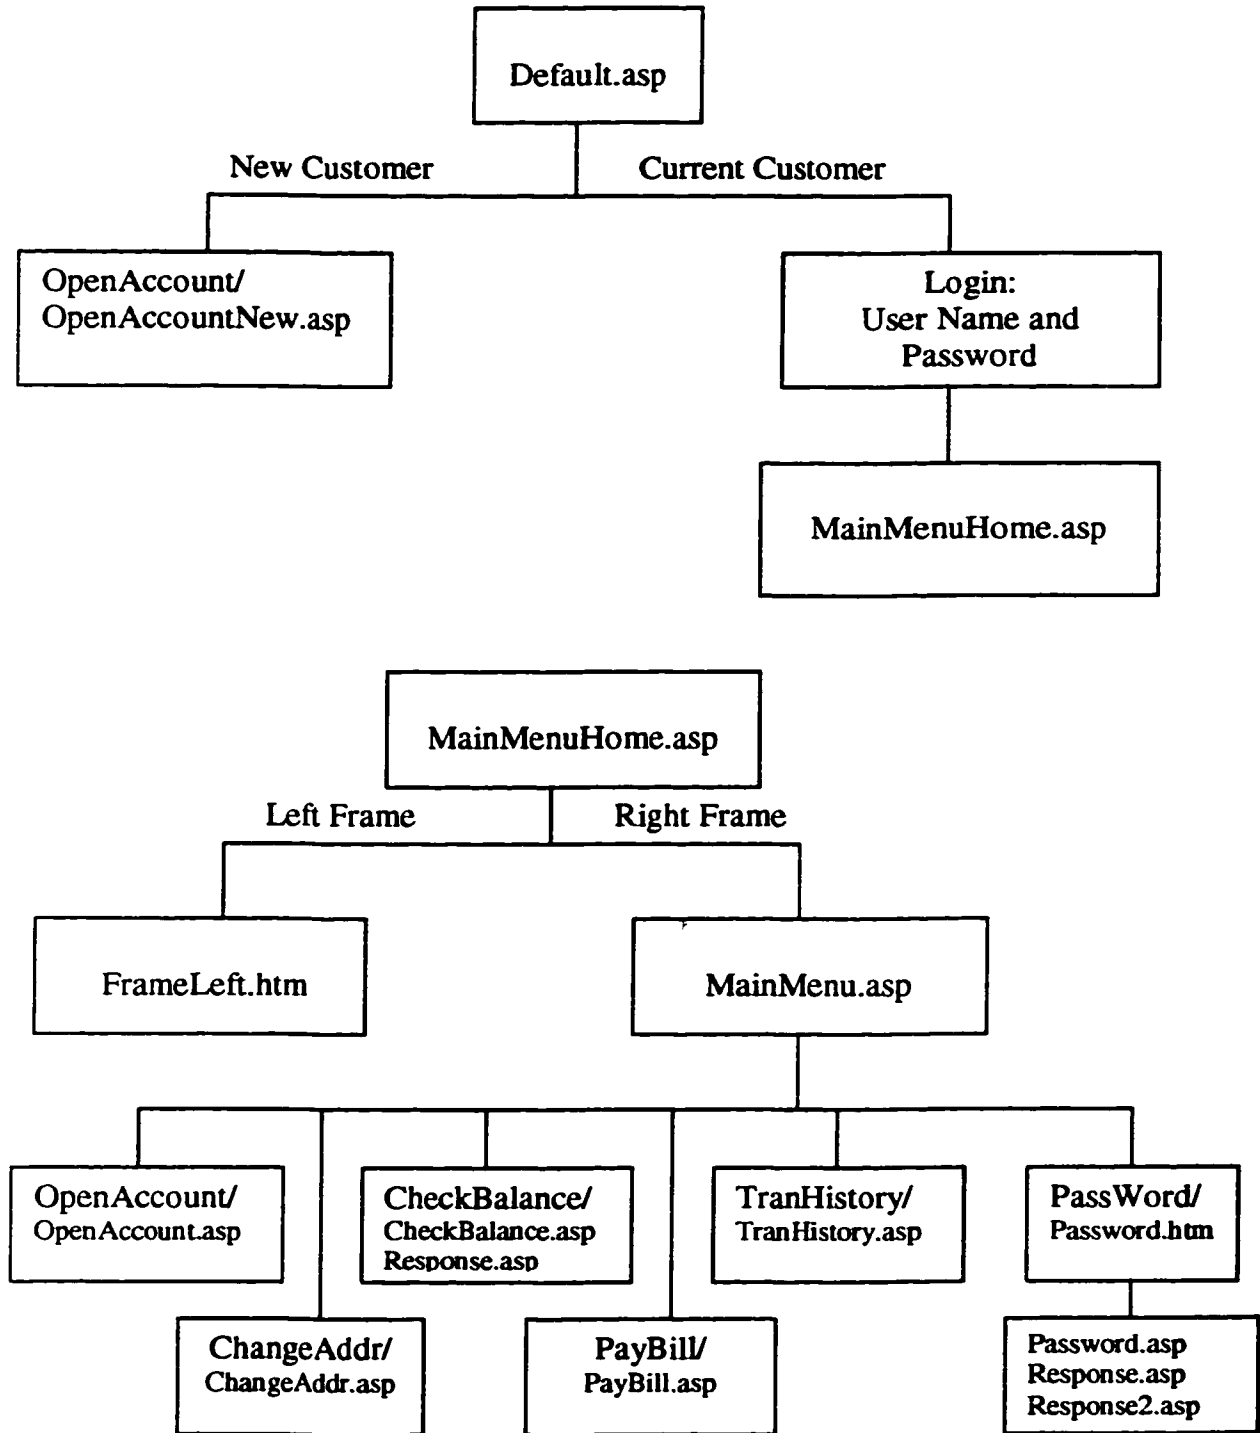 Default.asp
New Customer
Current Customer
OpenAccount/
OpenAccountNew.asp
Login:
User Name and
Password
MainMenuHome.asp
MainMenuHome.asp
Left Frame
Right Frame
FrameLeft.htm
MainMenu.asp
OpenAccount/
OpenAccount.asp
CheckBalance/
CheckBalance.asp
Response.asp
TranHistory/
TranHistory.asp
PassWord/
Password.htm
ChangeAddr/
ChangeAddr.asp
PayBill/
PayBill.asp
Password.asp
Response.asp
Response2.asp